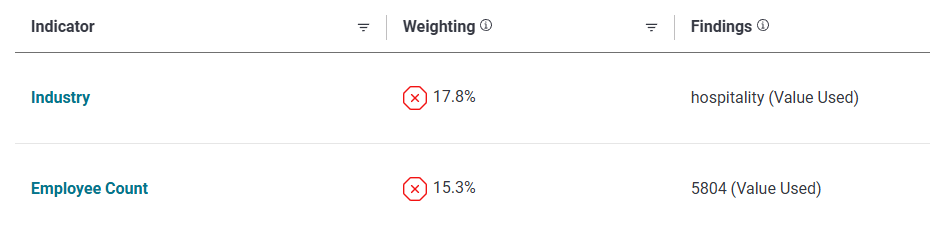 Indicator Weighting Findings
Industry 17.8% hospitality (Value Used)
Employee Count 15.3% 5804 (Value Used)